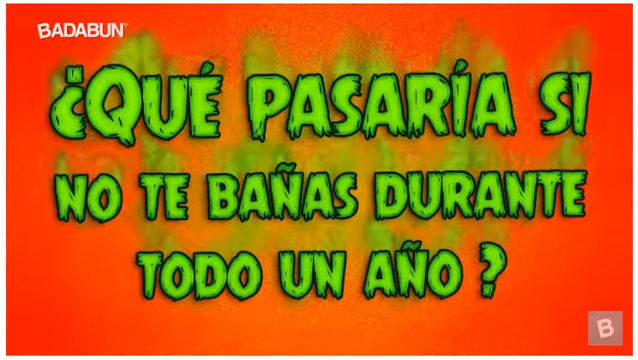 BADABUN®
¿QUÉ PASARÍA SI
NO TE BAÑAS DURANTE
TODO UN AÑO?
B